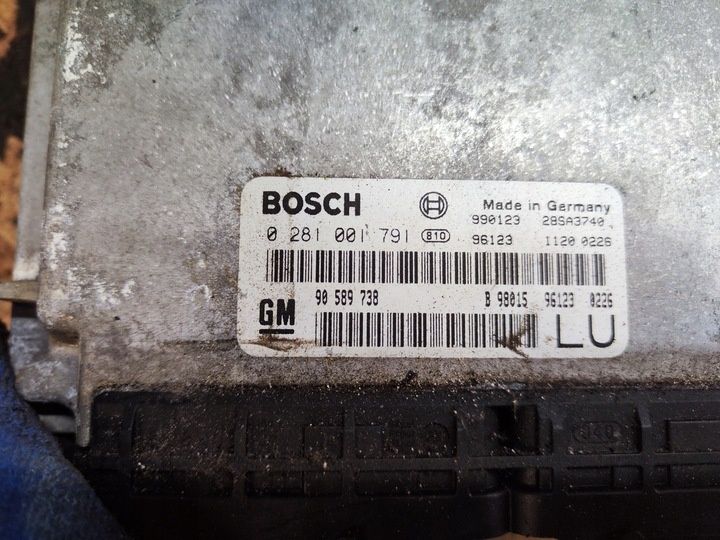 BOSCH Made in Germany
990123 28SA3740
0 281 001 791 810 96123 1120 0226
GM 90 589 738 B 98015 96123 0226
LU